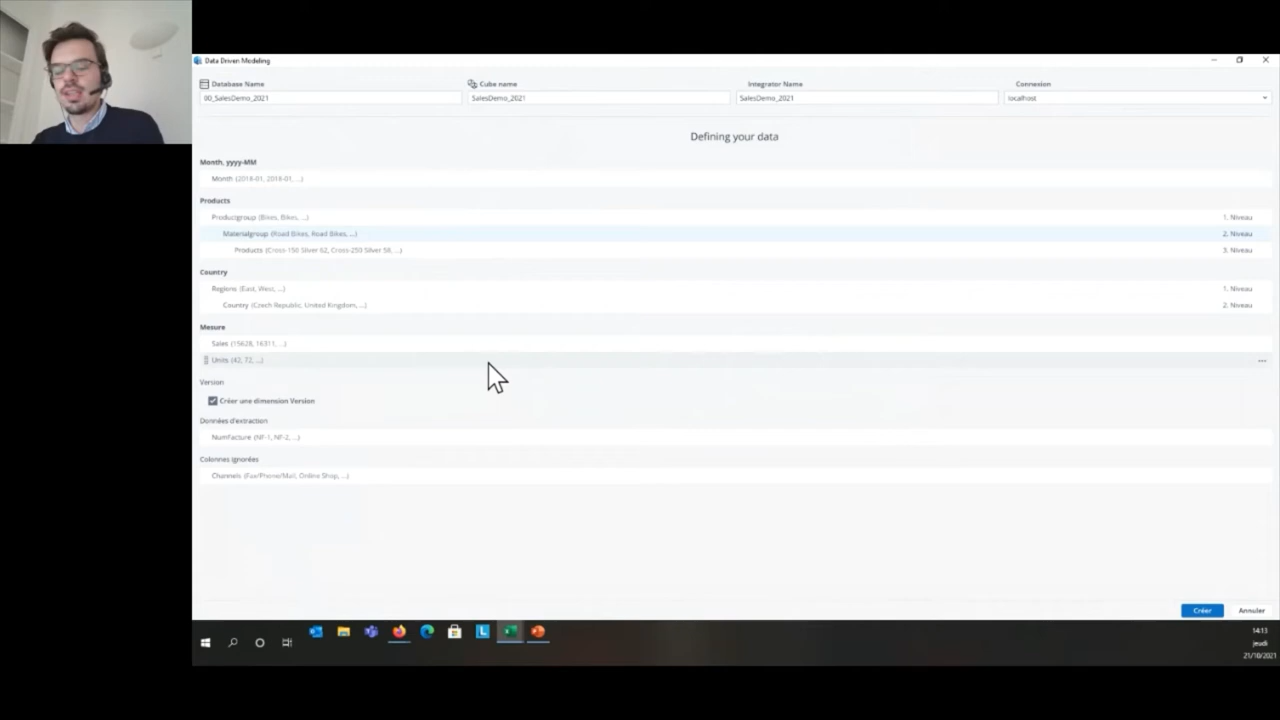 Data Driven Modeling
Database Name Cube name Integrator Name Connexion
00_SalesDemo_2021 SalesDemo_2021 SalesDemo_2021 localhost
Defining your data
Month, yyyy-MM
Month (2018-01, 2018-01, ...)
Products
Productgroup (Bikes, Bikes, ...) 1. Niveau
Materialgroup (Road Bikes, Road Bikes, ...) 2. Niveau
Products (Cross-150 Silver 62, Cross-250 Silver 58, ...) 3. Niveau
Country
Regions (East, West, ...) 1. Niveau
Country (Czech Republic, United Kingdom, ...) 2. Niveau
Mesure
Sales (15628, 16311, ...)
Units (42, 72, ...)
Version
Créer une dimension Version
Données d'extraction
NumFacture (NF-1, NF-2, ...)
Colonnes ignorées
Channels (Fax/Phone/Mail, Online Shop, ...)
Créer Annuler
14:13
jeudi
21/10/2021